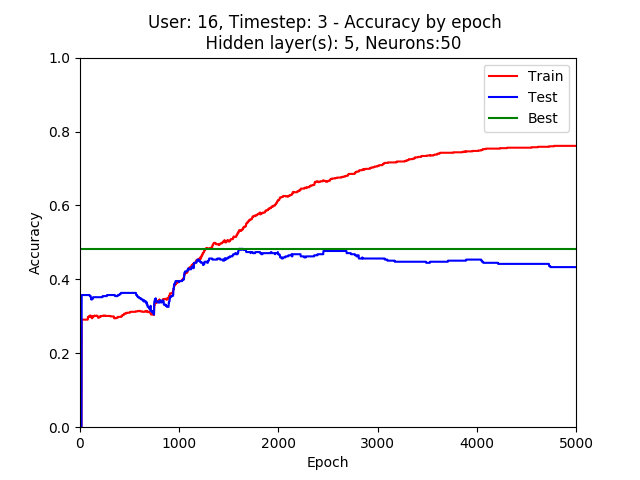 User: 16, Timestep: 3 - Accuracy by epoch
Hidden layer(s): 5, Neurons:50
Train
Test
Best
Accuracy
1.0
0.8
0.6
0.4
0.2
0.0
0 1000 2000 3000 4000 5000
Epoch